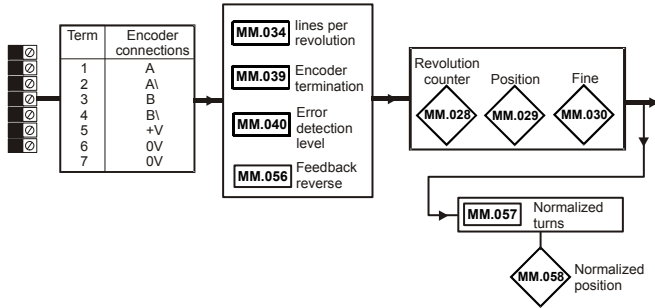 Term Encoder connections
1 A
2 A\
3 B
4 B\
5 +V
6 0V
7 0V
MM.034 lines per revolution
MM.039 Encoder termination
MM.040 Error detection level
MM.056 Feedback reverse
Revolution counter
Position
Fine
MM.028
MM.029
MM.030
MM.057 Normalized turns
MM.058 Normalized position